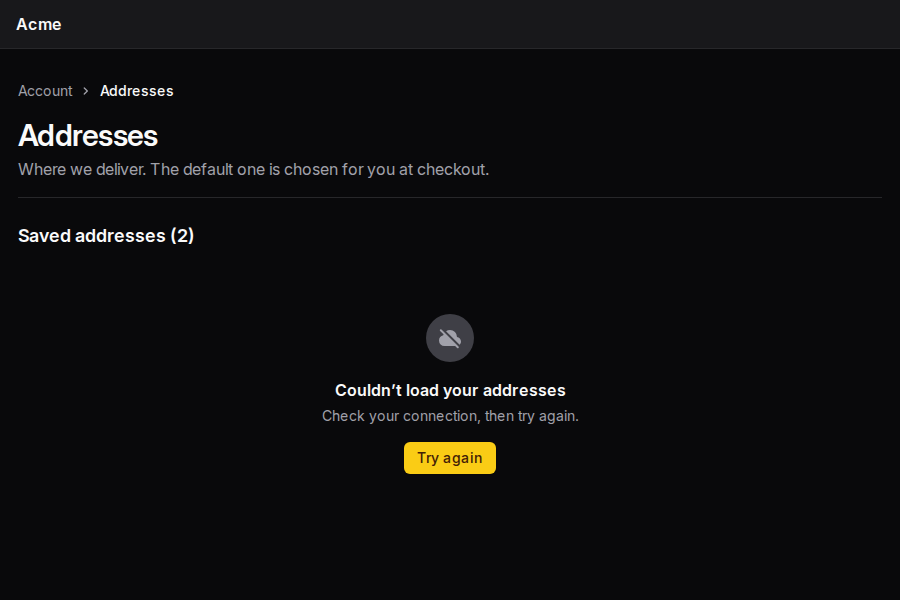 Acme
Account > Addresses
Addresses
Where we deliver. The default one is chosen for you at checkout.
Saved addresses (2)
Couldn’t load your addresses
Check your connection, then try again.
Try again